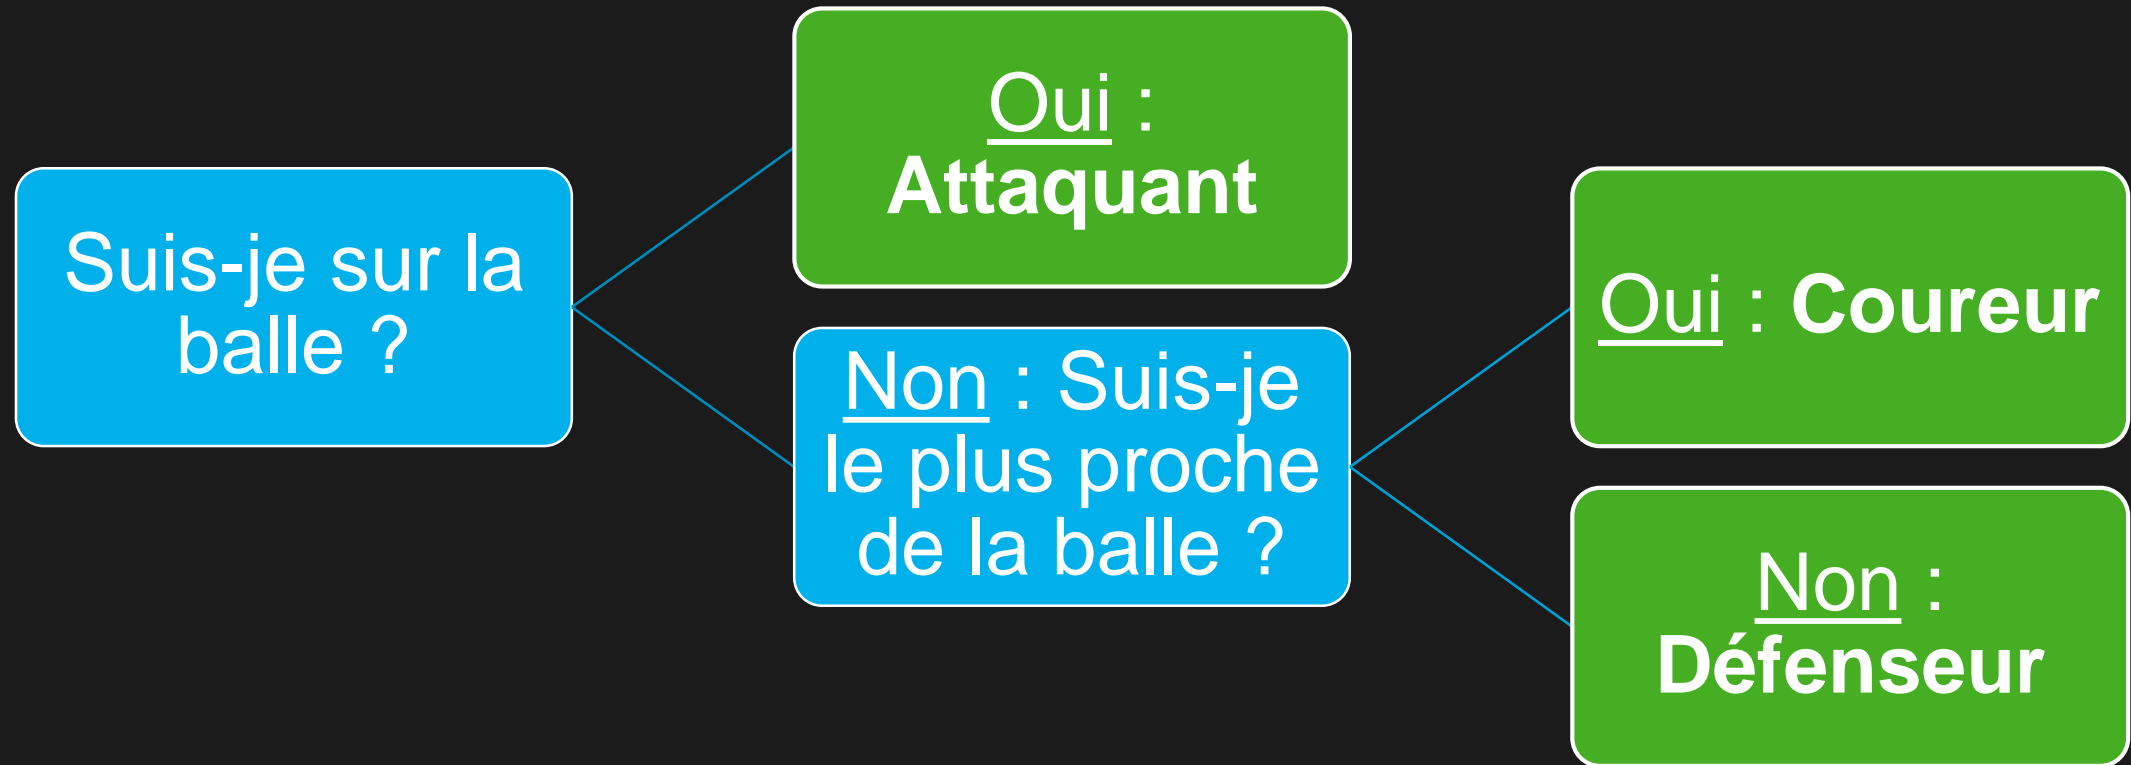 Suis-je sur la
balle ?
Oui :
Attaquant
Non : Suis-je
le plus proche
de la balle ?
Oui : Coureur
Non :
Défenseur